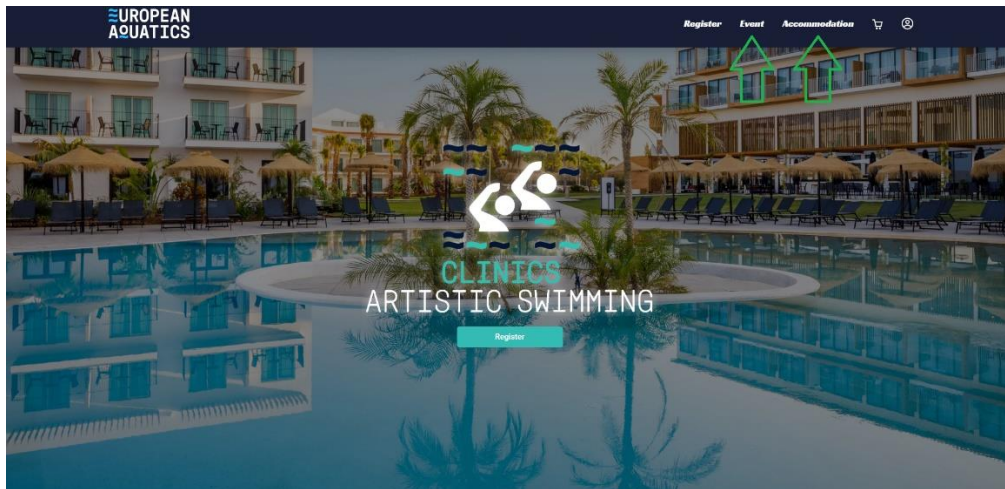 EUROPEAN
AQUATICS
Register Event Accommodation
CLINICS
ARTISTIC SWIMMING
Register